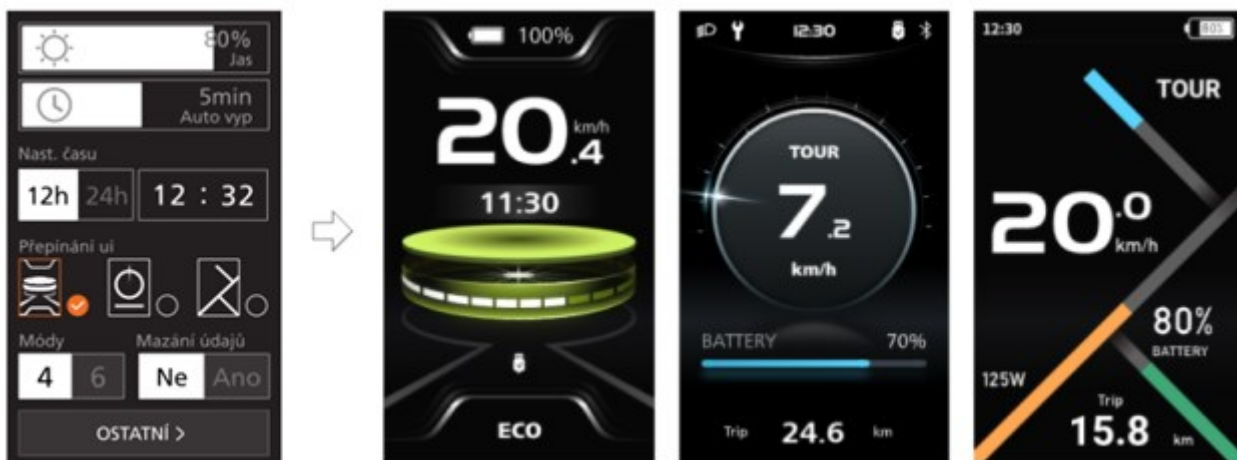 80%
Jas
5min
Auto vyp
Nast. času
12h 24h 12 : 32
Přepínání ui
Módy Mazání údajů
4 6 Ne Ano
OSTATNÍ >
100%
20.4 km/h
11:30
ECO
12:30
TOUR
7.2
km/h
BATTERY 70%
Trip 24.6 km
12:30 80%
TOUR
20.0 km/h
80%
BATTERY
125W
Trip
15.8 km